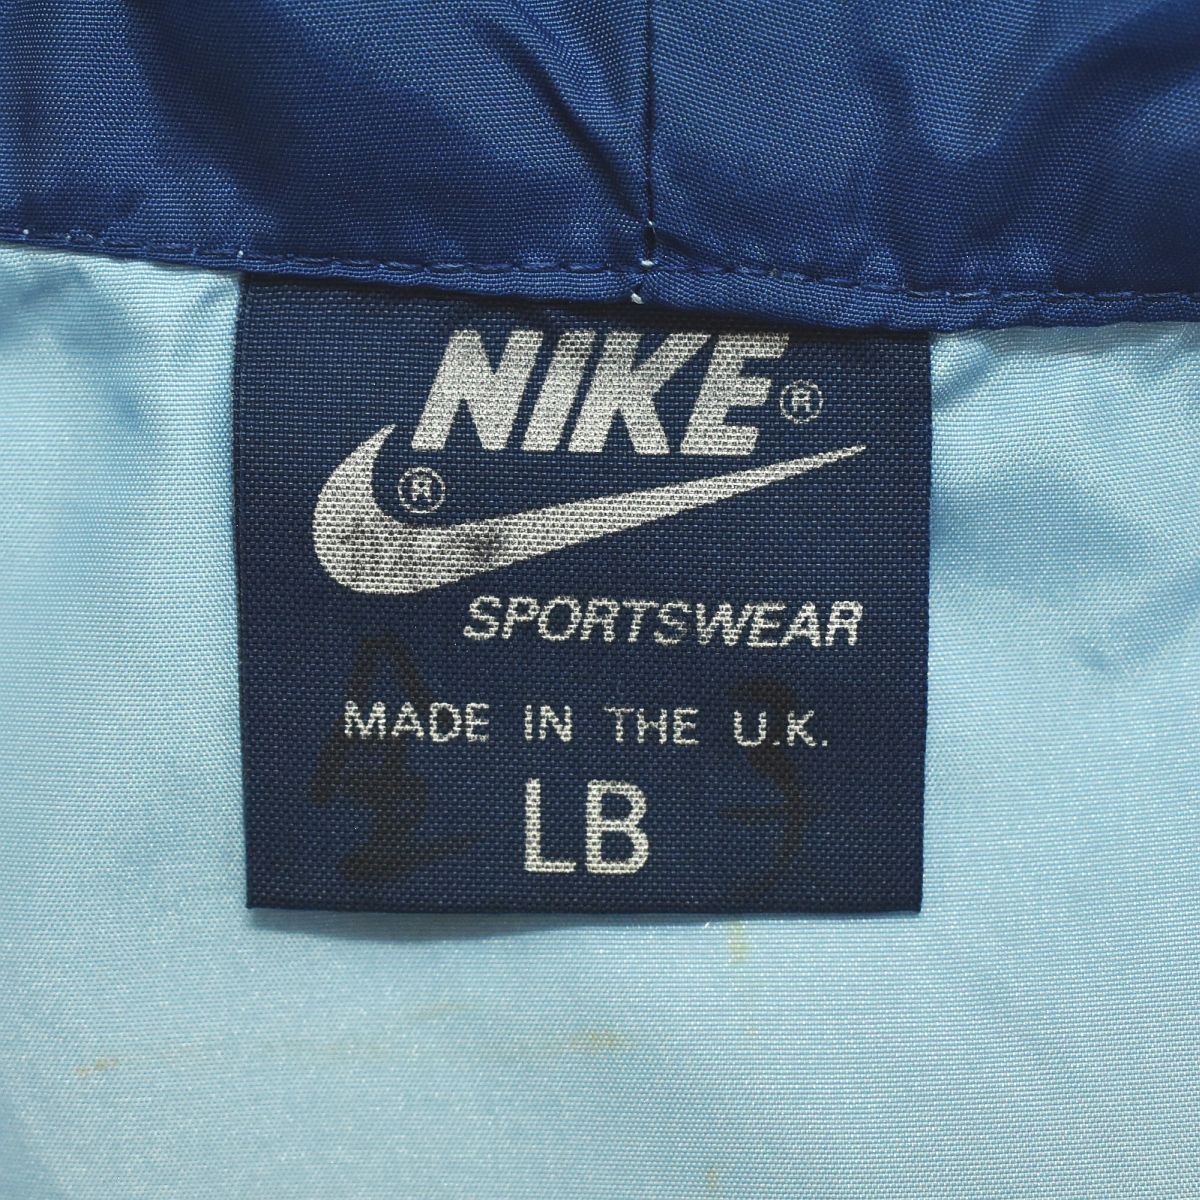 NIKE®
®
SPORTSWEAR
MADE IN THE U.K.
LB